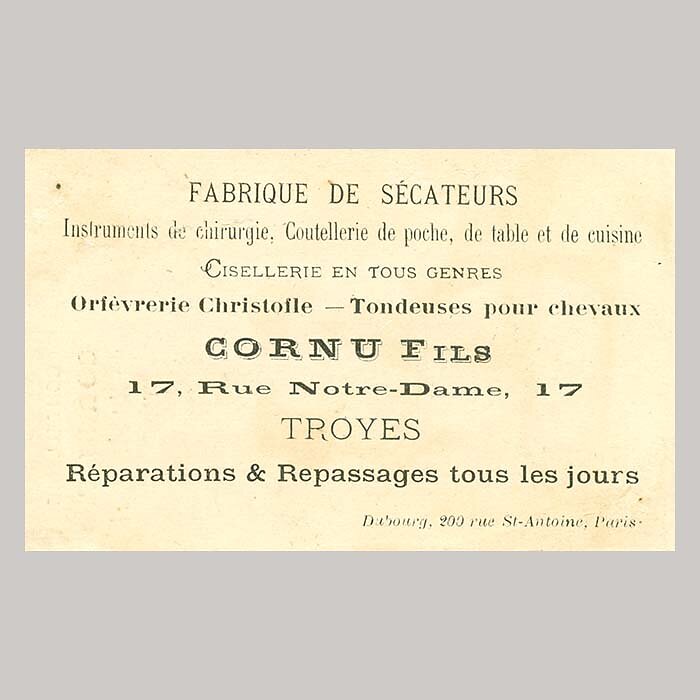 FABRIQUE DE SÉCATEURS
Instruments de chirurgie, Coutellerie de poche, de table et de cuisine
CISELLERIE EN TOUS GENRES
Orfèvrerie Christofle — Tondeuses pour chevaux
CORNU FILS
17, Rue Notre-Dame, 17
TROYES
Réparations & Repassages tous les jours
Dubourg, 200 rue St-Antoine, Paris